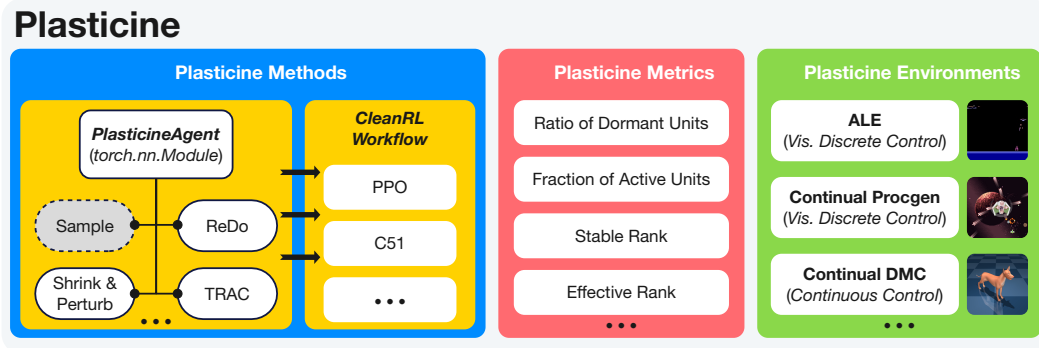 Plasticine
Plasticine Methods
PlasticineAgent
(torch.nn.Module)
Sample
ReDo
Shrink &
Perturb
TRAC
•••
CleanRL
Workflow
PPO
C51
•••
Plasticine Metrics
Ratio of Dormant Units
Fraction of Active Units
Stable Rank
Effective Rank
•••
Plasticine Environments
ALE
(Vis. Discrete Control)
Continual Procgen
(Vis. Discrete Control)
Continual DMC
(Continuous Control)
•••